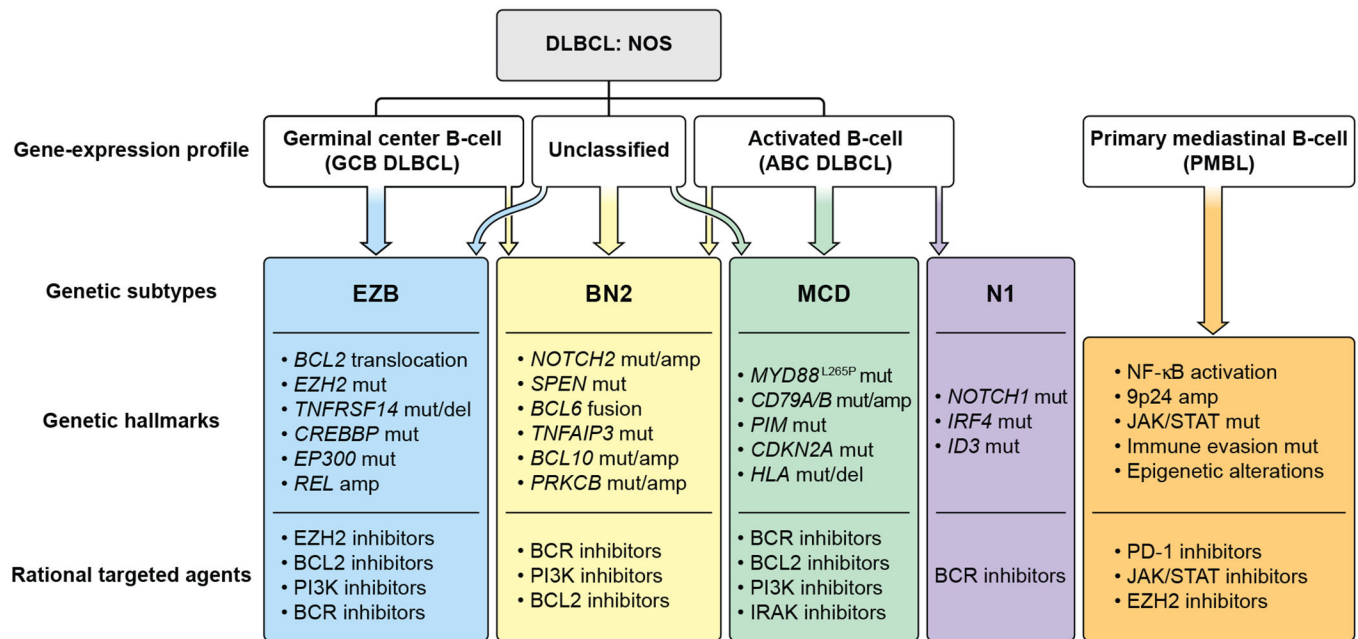 DLBCL: NOS
Gene-expression profile
Germinal center B-cell
(GCB DLBCL)
Unclassified
Activated B-cell
(ABC DLBCL)
Primary mediastinal B-cell
(PMBL)
Genetic subtypes
EZB
BN2
MCD
N1
Genetic hallmarks
• BCL2 translocation
• EZH2 mut
• TNFRSF14 mut/del
• CREBBP mut
• EP300 mut
• REL amp
• NOTCH2 mut/amp
• SPEN mut
• BCL6 fusion
• TNFAIP3 mut
• BCL10 mut/amp
• PRKCB mut/amp
• MYD88 L265P mut
• CD79A/B mut/amp
• PIM mut
• CDKN2A mut
• HLA mut/del
• NOTCH1 mut
• IRF4 mut
• ID3 mut
• NF-κB activation
• 9p24 amp
• JAK/STAT mut
• Immune evasion mut
• Epigenetic alterations
Rational targeted agents
• EZH2 inhibitors
• BCL2 inhibitors
• PI3K inhibitors
• BCR inhibitors
• BCR inhibitors
• PI3K inhibitors
• BCL2 inhibitors
• BCR inhibitors
• BCL2 inhibitors
• PI3K inhibitors
• IRAK inhibitors
BCR inhibitors
• PD-1 inhibitors
• JAK/STAT inhibitors
• EZH2 inhibitors